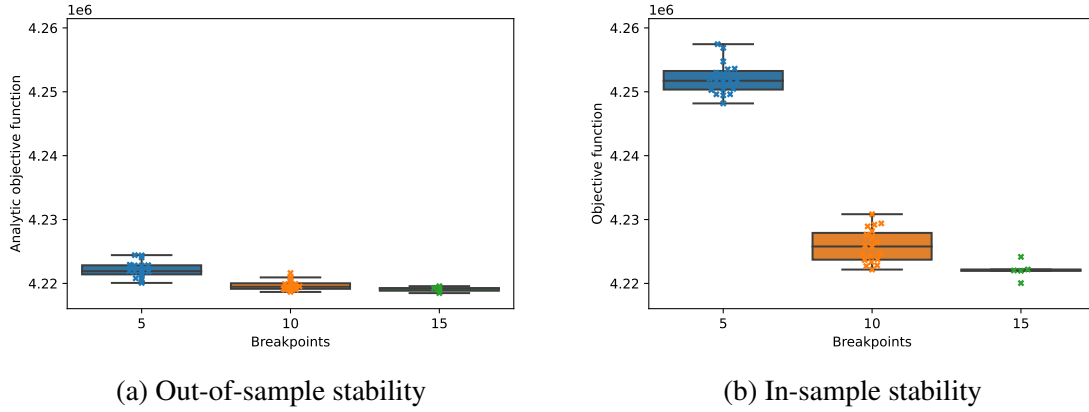 1e6
4.26
4.25
4.24
4.23
4.22
Analytic objective function
5
10
15
Breakpoints
(a) Out-of-sample stability
1e6
4.26
4.25
4.24
4.23
4.22
Objective function
5
10
15
Breakpoints
(b) In-sample stability